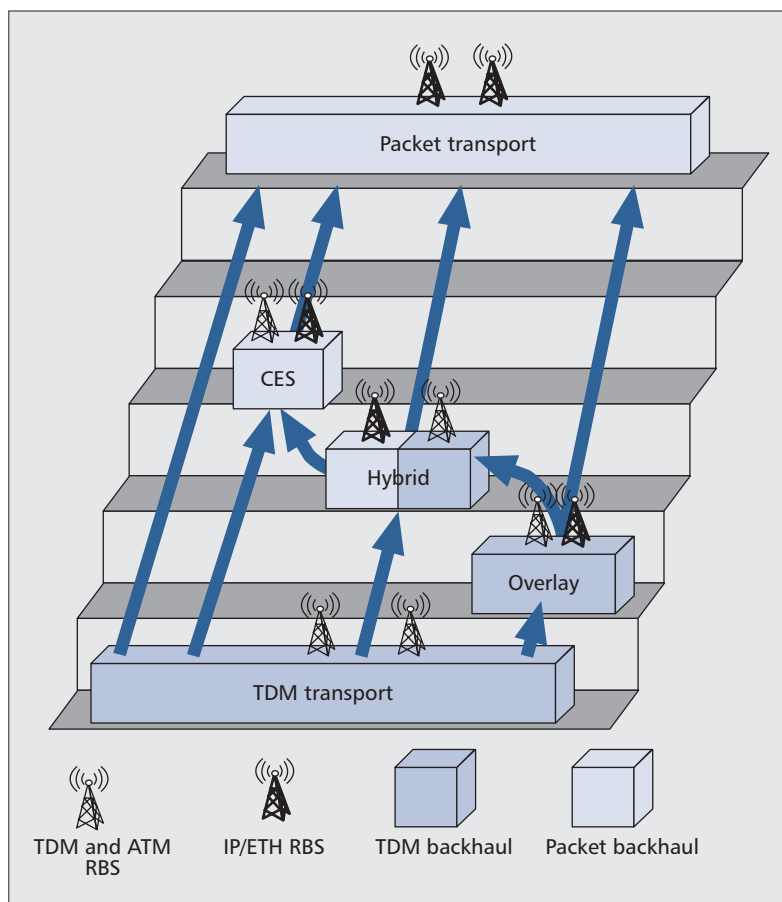 Packet transport
CES
Hybrid
Overlay
TDM transport
TDM and ATM
RBS
IP/ETH RBS
TDM backhaul
Packet backhaul